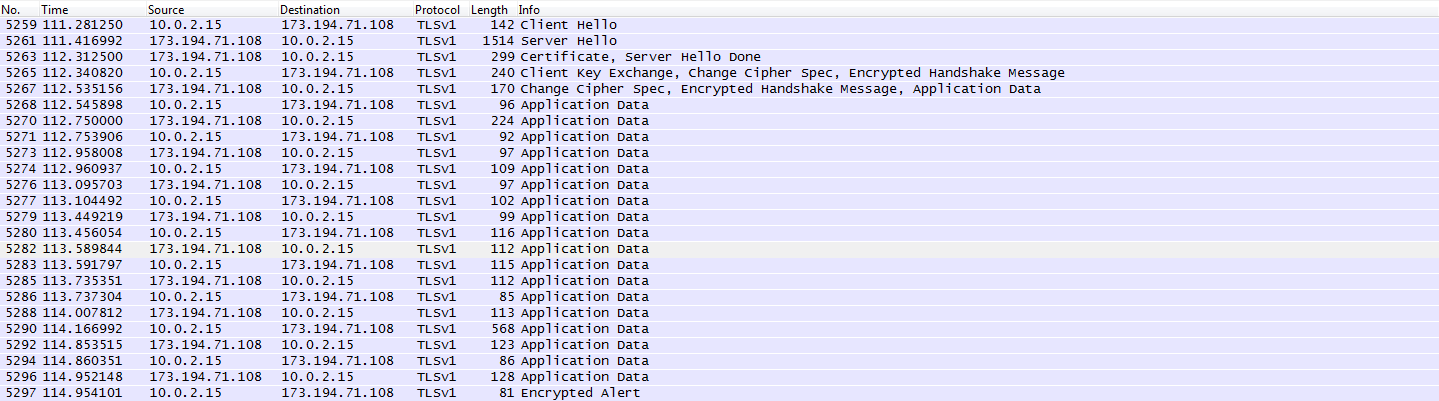 No. Time Source Destination Protocol Length Info
5259 111.281250 10.0.2.15 173.194.71.108 TLSv1 142 Client Hello
5261 111.416992 173.194.71.108 10.0.2.15 TLSv1 1514 Server Hello
5263 112.312500 173.194.71.108 10.0.2.15 TLSv1 299 Certificate, Server Hello Done
5265 112.340820 10.0.2.15 173.194.71.108 TLSv1 240 Client Key Exchange, Change Cipher Spec, Encrypted Handshake Message
5267 112.535156 173.194.71.108 10.0.2.15 TLSv1 170 Change Cipher Spec, Encrypted Handshake Message, Application Data
5268 112.545898 10.0.2.15 173.194.71.108 TLSv1 96 Application Data
5270 112.750000 173.194.71.108 10.0.2.15 TLSv1 224 Application Data
5271 112.753906 10.0.2.15 173.194.71.108 TLSv1 92 Application Data
5273 112.958008 173.194.71.108 10.0.2.15 TLSv1 97 Application Data
5274 112.960937 10.0.2.15 173.194.71.108 TLSv1 109 Application Data
5276 113.095703 173.194.71.108 10.0.2.15 TLSv1 97 Application Data
5277 113.104492 10.0.2.15 173.194.71.108 TLSv1 102 Application Data
5279 113.449219 173.194.71.108 10.0.2.15 TLSv1 99 Application Data
5280 113.456054 10.0.2.15 173.194.71.108 TLSv1 116 Application Data
5282 113.589844 173.194.71.108 10.0.2.15 TLSv1 112 Application Data
5283 113.591797 10.0.2.15 173.194.71.108 TLSv1 115 Application Data
5285 113.735351 173.194.71.108 10.0.2.15 TLSv1 112 Application Data
5286 113.737304 10.0.2.15 173.194.71.108 TLSv1 85 Application Data
5288 114.007812 173.194.71.108 10.0.2.15 TLSv1 113 Application Data
5290 114.166992 10.0.2.15 173.194.71.108 TLSv1 568 Application Data
5292 114.853515 173.194.71.108 10.0.2.15 TLSv1 123 Application Data
5294 114.860351 10.0.2.15 173.194.71.108 TLSv1 86 Application Data
5296 114.952148 173.194.71.108 10.0.2.15 TLSv1 128 Application Data
5297 114.954101 10.0.2.15 173.194.71.108 TLSv1 81 Encrypted Alert